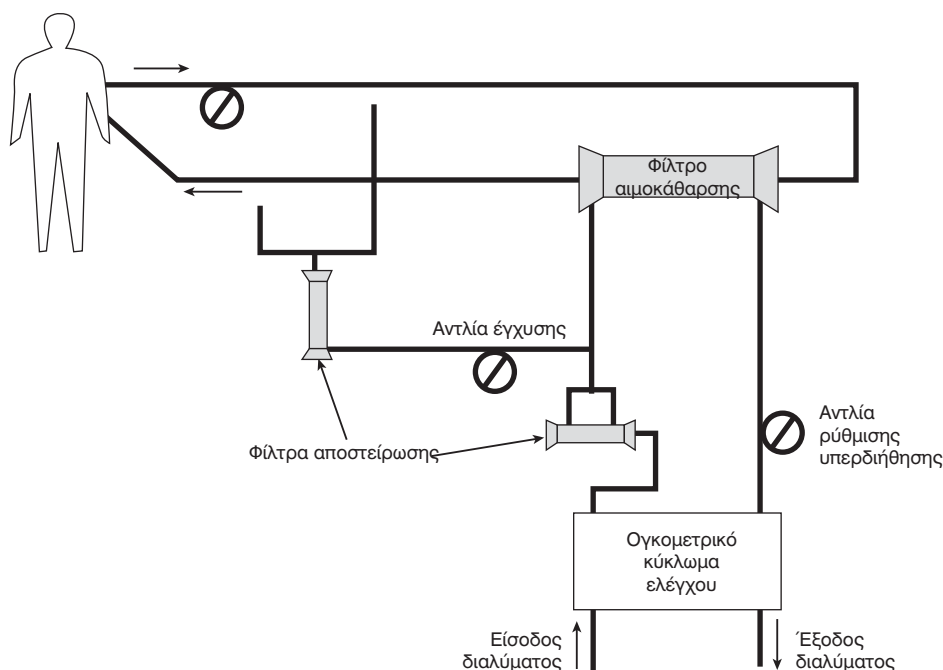 Φίλτρο
αιμοκάθαρσης
Αντλία έγχυσης
Φίλτρα αποστείρωσης
Αντλία
ρύθμισης
υπερδιήθησης
Ογκομετρικό
κύκλωμα
ελέγχου
Είσοδος
διαλύματος
Έξοδος
διαλύματος